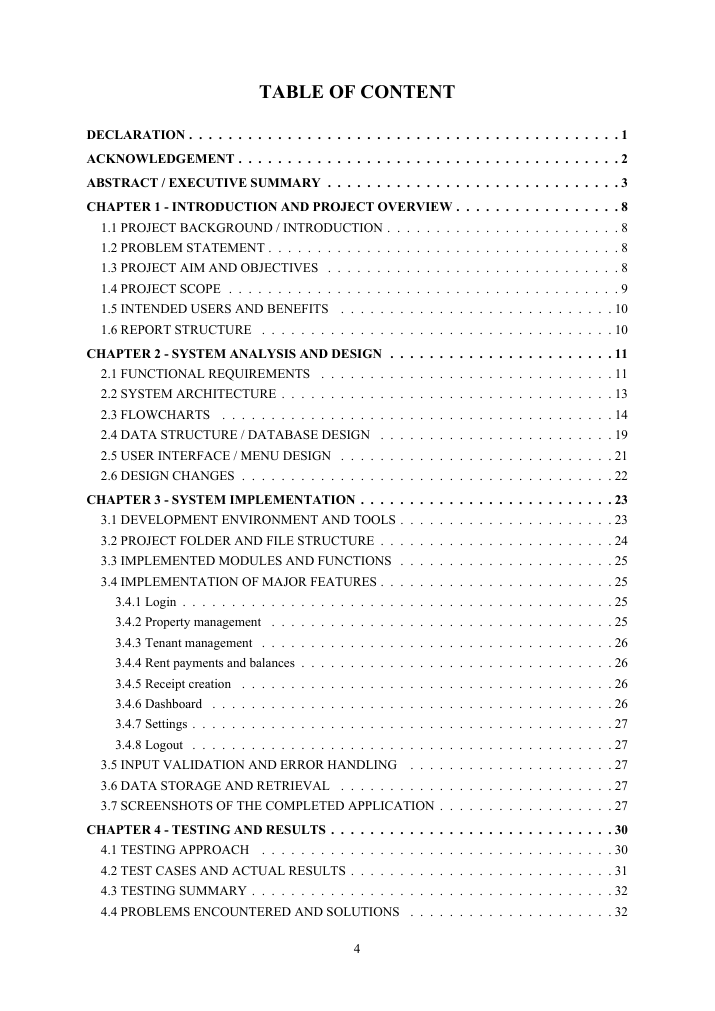 TABLE OF CONTENT
DECLARATION . . . . . . . . . . . . . . . . . . . . . . . . . . . . . . . . . . . . . . . . . . . . 1
ACKNOWLEDGEMENT . . . . . . . . . . . . . . . . . . . . . . . . . . . . . . . . . . . . . . . 2
ABSTRACT / EXECUTIVE SUMMARY . . . . . . . . . . . . . . . . . . . . . . . . . . . . . . 3
CHAPTER 1 - INTRODUCTION AND PROJECT OVERVIEW . . . . . . . . . . . . . . . . . 8
1.1 PROJECT BACKGROUND / INTRODUCTION . . . . . . . . . . . . . . . . . . . . . . . . 8
1.2 PROBLEM STATEMENT . . . . . . . . . . . . . . . . . . . . . . . . . . . . . . . . . . . . 8
1.3 PROJECT AIM AND OBJECTIVES . . . . . . . . . . . . . . . . . . . . . . . . . . . . . . 8
1.4 PROJECT SCOPE . . . . . . . . . . . . . . . . . . . . . . . . . . . . . . . . . . . . . . . . 9
1.5 INTENDED USERS AND BENEFITS . . . . . . . . . . . . . . . . . . . . . . . . . . . . 10
1.6 REPORT STRUCTURE . . . . . . . . . . . . . . . . . . . . . . . . . . . . . . . . . . . . 10
CHAPTER 2 - SYSTEM ANALYSIS AND DESIGN . . . . . . . . . . . . . . . . . . . . . . . 11
2.1 FUNCTIONAL REQUIREMENTS . . . . . . . . . . . . . . . . . . . . . . . . . . . . . . 11
2.2 SYSTEM ARCHITECTURE . . . . . . . . . . . . . . . . . . . . . . . . . . . . . . . . . . 13
2.3 FLOWCHARTS . . . . . . . . . . . . . . . . . . . . . . . . . . . . . . . . . . . . . . . . 14
2.4 DATA STRUCTURE / DATABASE DESIGN . . . . . . . . . . . . . . . . . . . . . . . . 19
2.5 USER INTERFACE / MENU DESIGN . . . . . . . . . . . . . . . . . . . . . . . . . . . . 21
2.6 DESIGN CHANGES . . . . . . . . . . . . . . . . . . . . . . . . . . . . . . . . . . . . . . 22
CHAPTER 3 - SYSTEM IMPLEMENTATION . . . . . . . . . . . . . . . . . . . . . . . . . . 23
3.1 DEVELOPMENT ENVIRONMENT AND TOOLS . . . . . . . . . . . . . . . . . . . . . . 23
3.2 PROJECT FOLDER AND FILE STRUCTURE . . . . . . . . . . . . . . . . . . . . . . . . 24
3.3 IMPLEMENTED MODULES AND FUNCTIONS . . . . . . . . . . . . . . . . . . . . . . 25
3.4 IMPLEMENTATION OF MAJOR FEATURES . . . . . . . . . . . . . . . . . . . . . . . . 25
3.4.1 Login . . . . . . . . . . . . . . . . . . . . . . . . . . . . . . . . . . . . . . . . . . . . 25
3.4.2 Property management . . . . . . . . . . . . . . . . . . . . . . . . . . . . . . . . . . . 25
3.4.3 Tenant management . . . . . . . . . . . . . . . . . . . . . . . . . . . . . . . . . . . . 26
3.4.4 Rent payments and balances . . . . . . . . . . . . . . . . . . . . . . . . . . . . . . . . 26
3.4.5 Receipt creation . . . . . . . . . . . . . . . . . . . . . . . . . . . . . . . . . . . . . . 26
3.4.6 Dashboard . . . . . . . . . . . . . . . . . . . . . . . . . . . . . . . . . . . . . . . . . 26
3.4.7 Settings . . . . . . . . . . . . . . . . . . . . . . . . . . . . . . . . . . . . . . . . . . . 27
3.4.8 Logout . . . . . . . . . . . . . . . . . . . . . . . . . . . . . . . . . . . . . . . . . . . 27
3.5 INPUT VALIDATION AND ERROR HANDLING . . . . . . . . . . . . . . . . . . . . . 27
3.6 DATA STORAGE AND RETRIEVAL . . . . . . . . . . . . . . . . . . . . . . . . . . . . 27
3.7 SCREENSHOTS OF THE COMPLETED APPLICATION . . . . . . . . . . . . . . . . . . 27
CHAPTER 4 - TESTING AND RESULTS . . . . . . . . . . . . . . . . . . . . . . . . . . . . . 30
4.1 TESTING APPROACH . . . . . . . . . . . . . . . . . . . . . . . . . . . . . . . . . . . . 30
4.2 TEST CASES AND ACTUAL RESULTS . . . . . . . . . . . . . . . . . . . . . . . . . . . 31
4.3 TESTING SUMMARY . . . . . . . . . . . . . . . . . . . . . . . . . . . . . . . . . . . . . 32
4.4 PROBLEMS ENCOUNTERED AND SOLUTIONS . . . . . . . . . . . . . . . . . . . . . 32
4